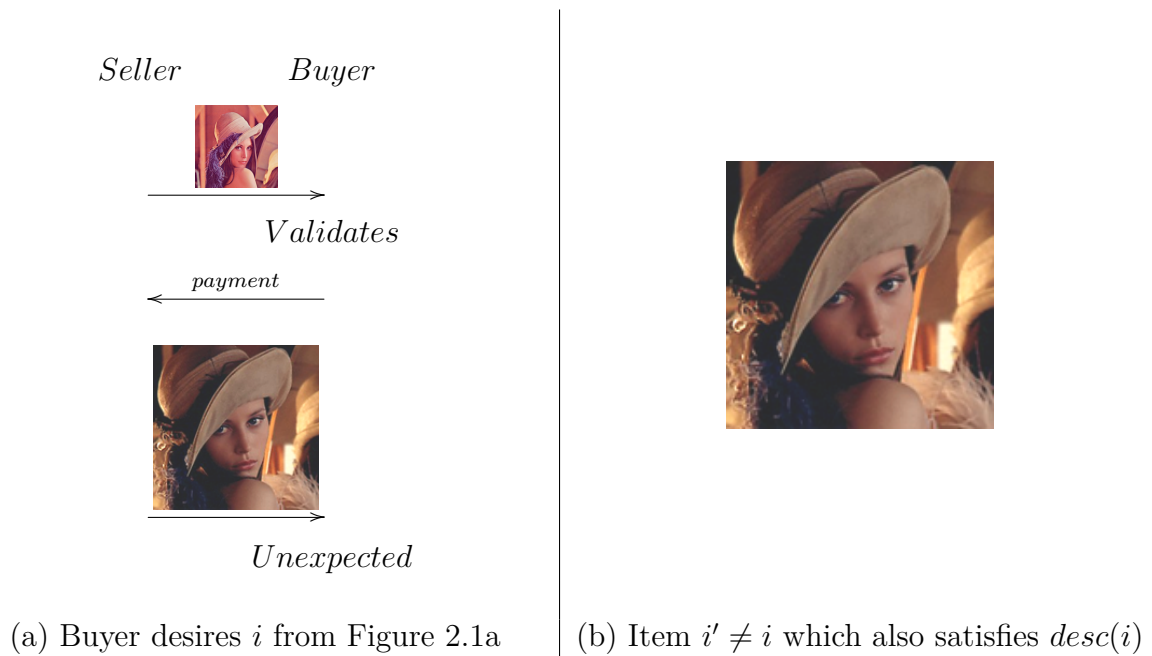 Seller Buyer
Validates
payment
Unexpected
(a) Buyer desires i from Figure 2.1a
(b) Item i′ ≠ i which also satisfies desc(i)